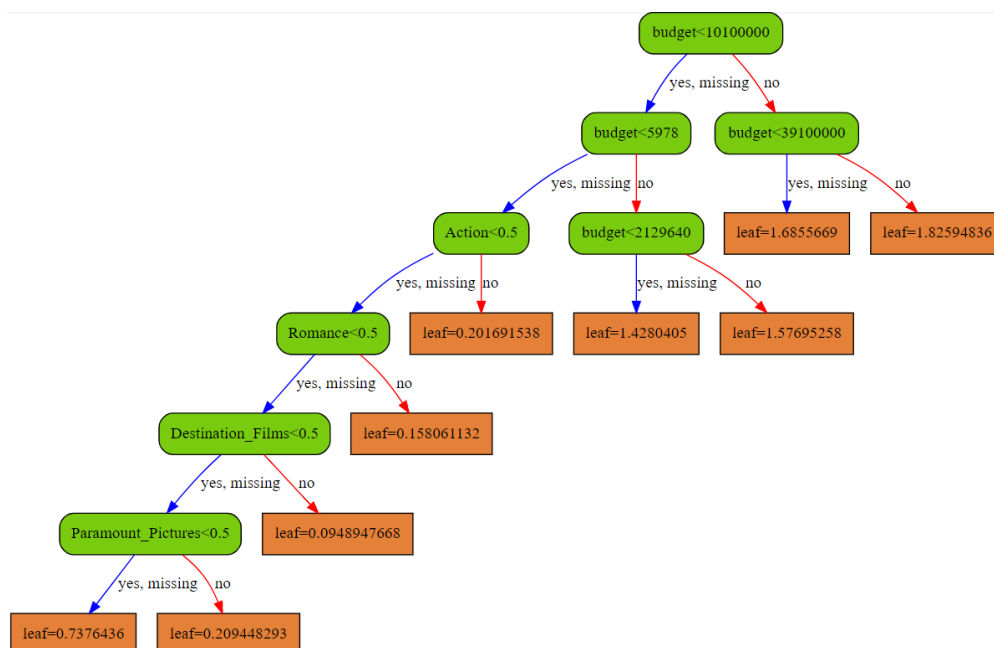 budget<10100000
yes, missing
no
budget<5978
budget<39100000
yes, missing
no
yes, missing
no
Action<0.5
budget<2129640
leaf=1.6855669
leaf=1.82594836
yes, missing
no
yes, missing
no
Romance<0.5
leaf=0.201691538
leaf=1.4280405
leaf=1.57695258
yes, missing
no
Destination_Films<0.5
leaf=0.158061132
yes, missing
no
Paramount_Pictures<0.5
leaf=0.0948947668
yes, missing
no
leaf=0.7376436
leaf=0.209448293